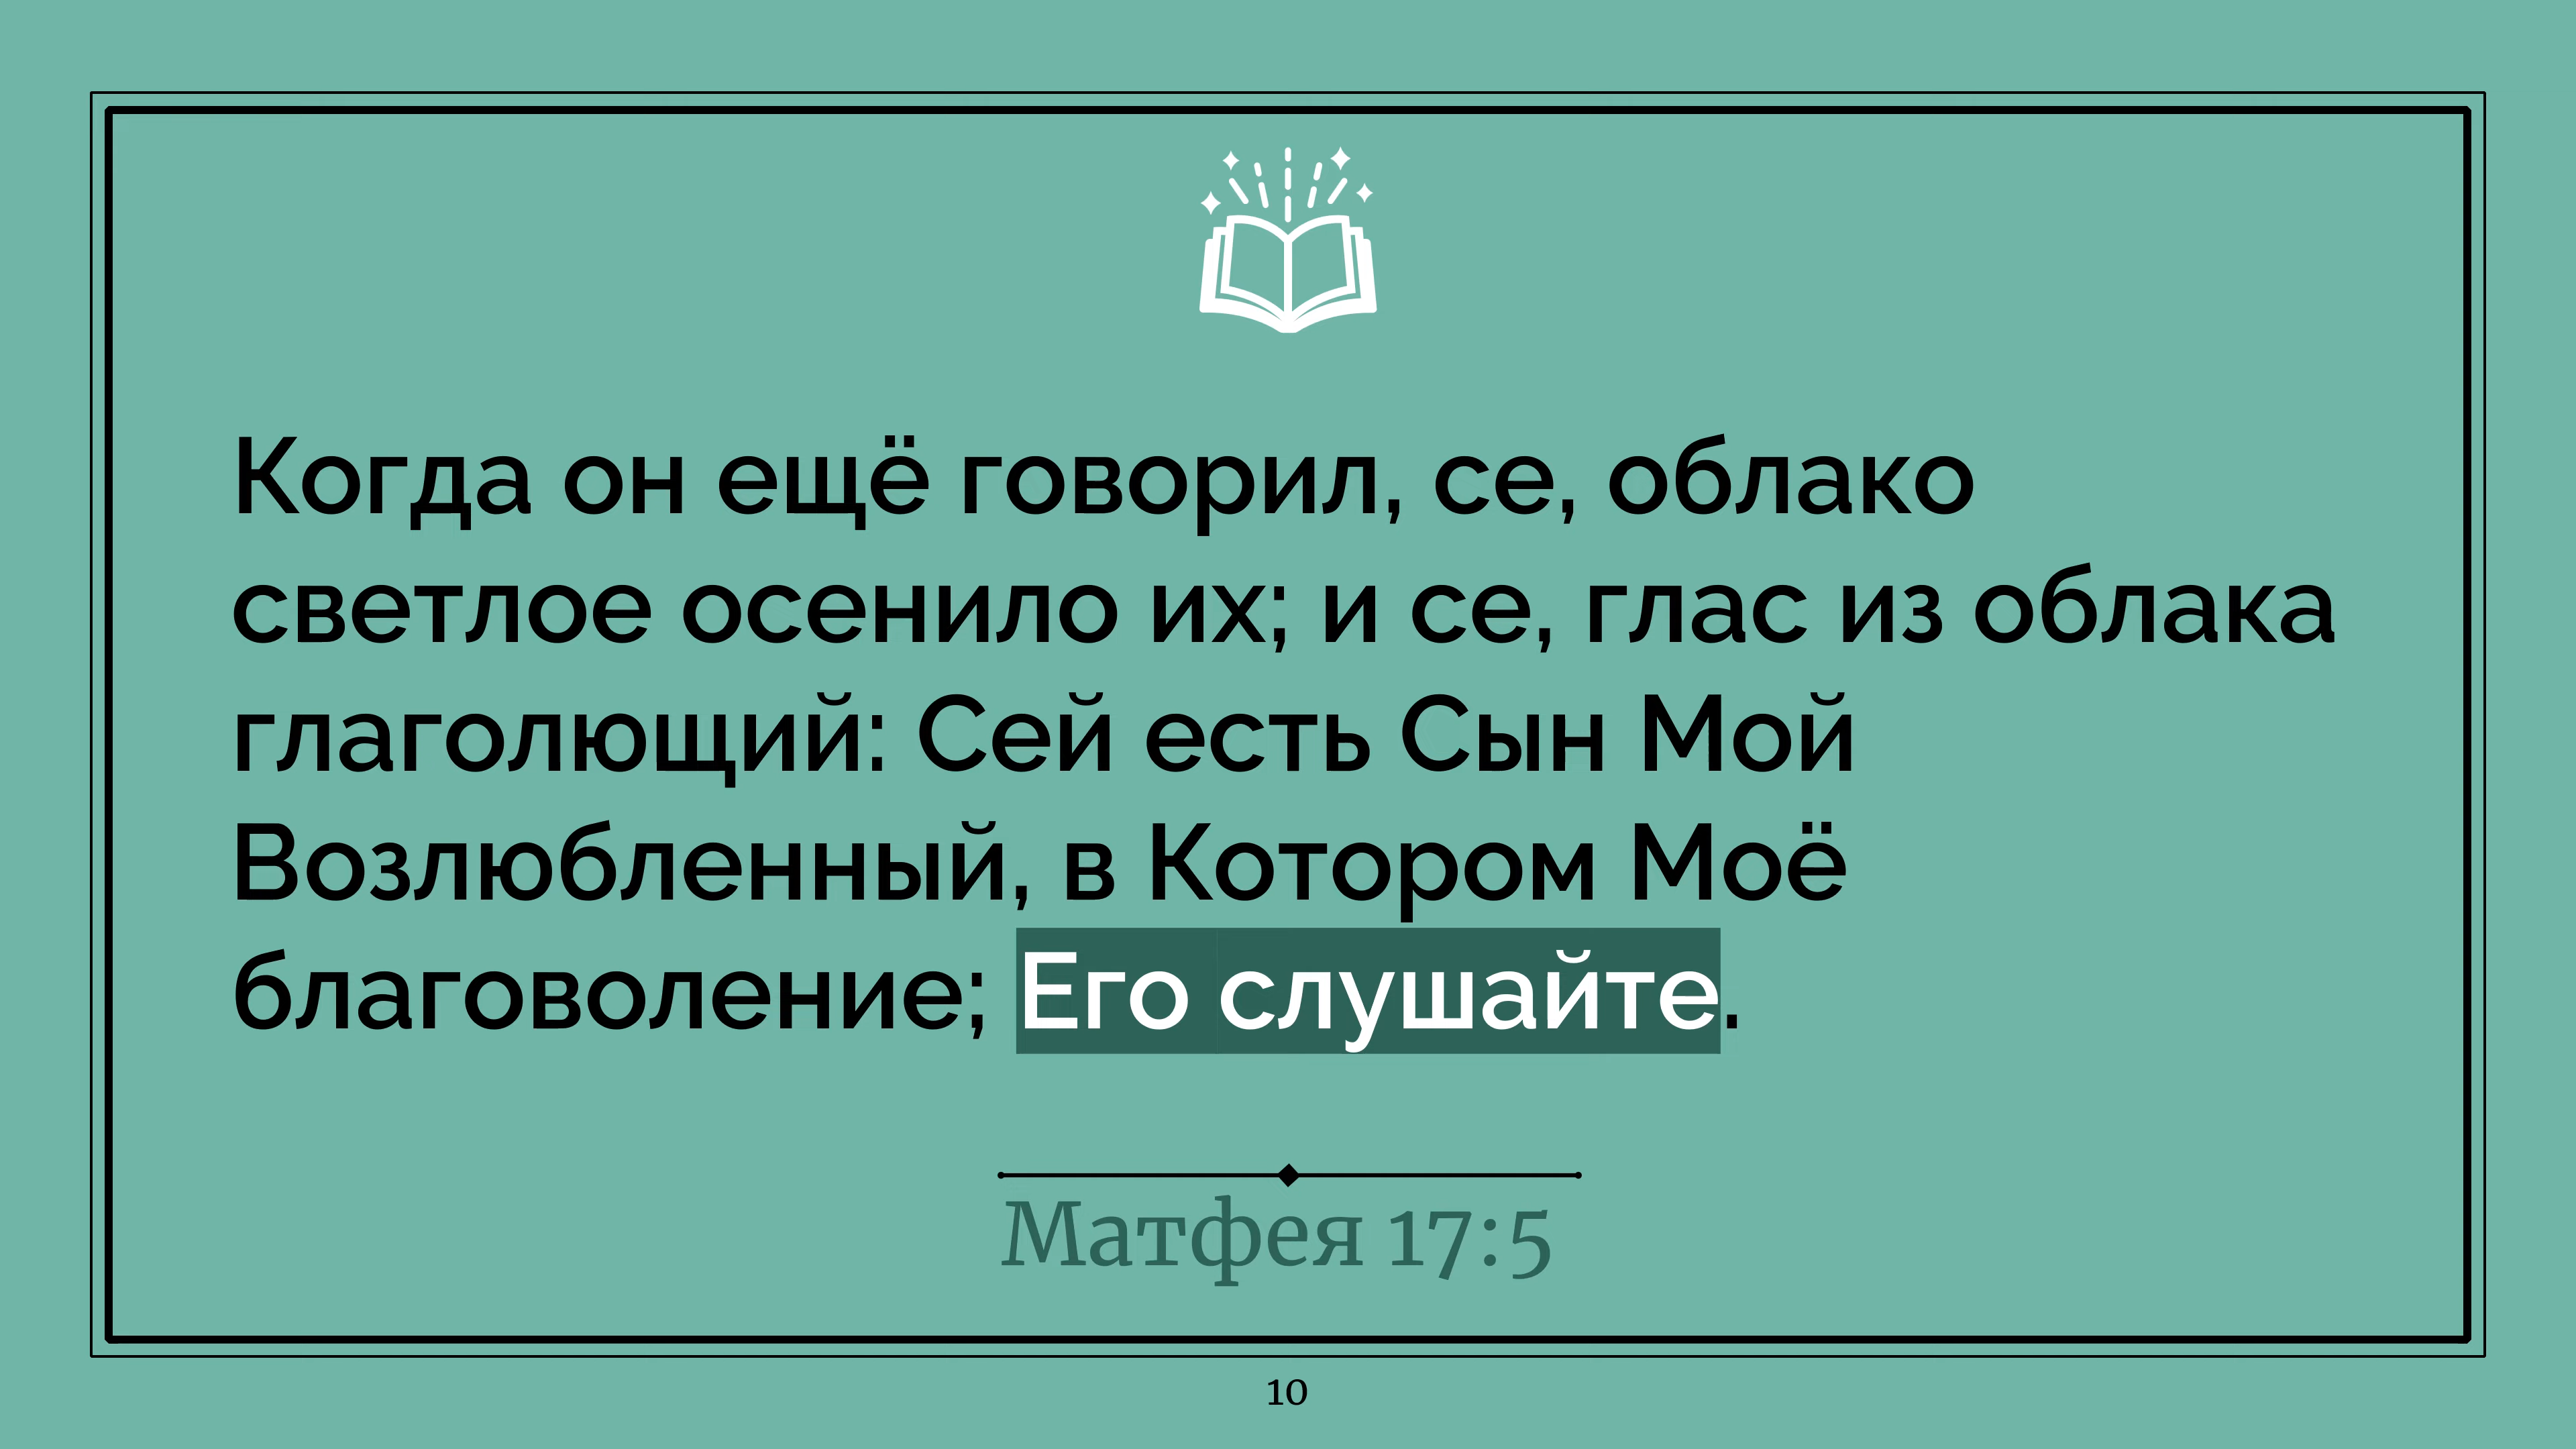 Когда он ещё говорил, се, облако
светлое осенило их; и се, глас из облака
глаголющий: Сей есть Сын Мой
Возлюбленный, в Котором Моё
благоволение; Его слушайте.
Матфея 17:5
10